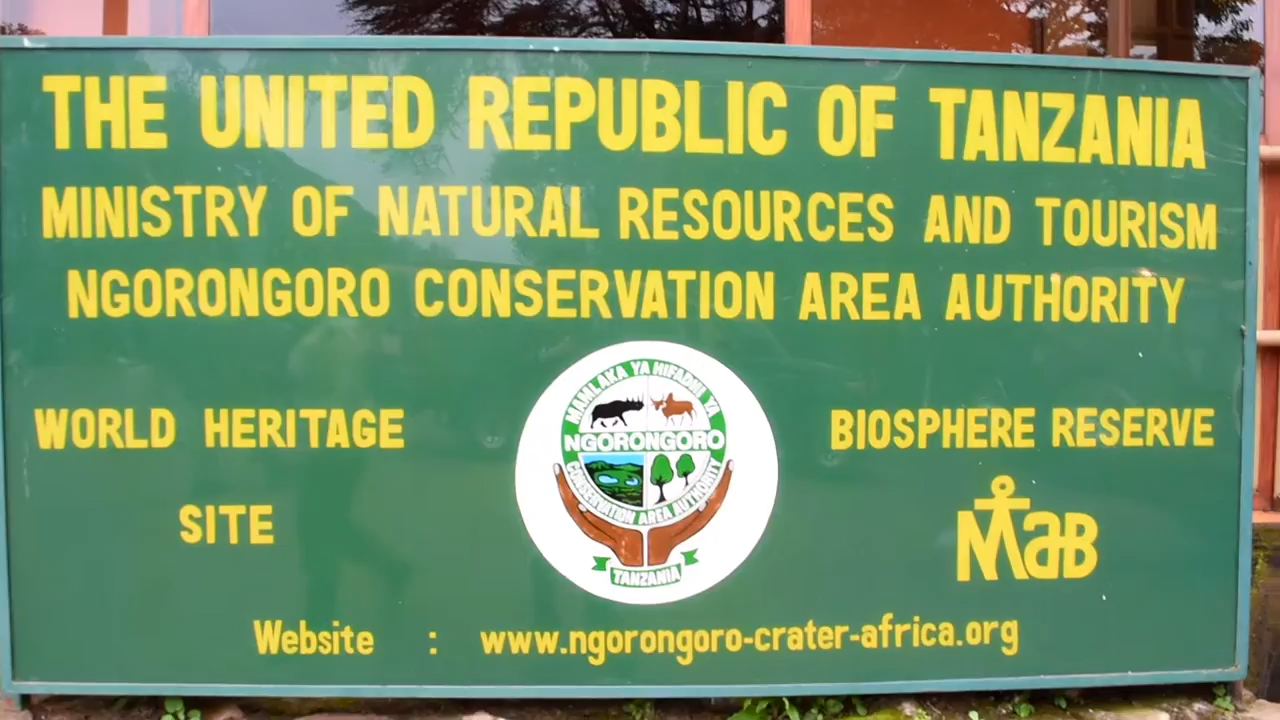 THE UNITED REPUBLIC OF TANZANIA
MINISTRY OF NATURAL RESOURCES AND TOURISM
NGORONGORO CONSERVATION AREA AUTHORITY
WORLD HERITAGE
SITE
MAMLAKA YA HIFADHI YA
NGORONGORO
CONSERVATION AREA AUTHORITY
TANZANIA
BIOSPHERE RESERVE
MaB
Website : www.ngorongoro-crater-africa.org